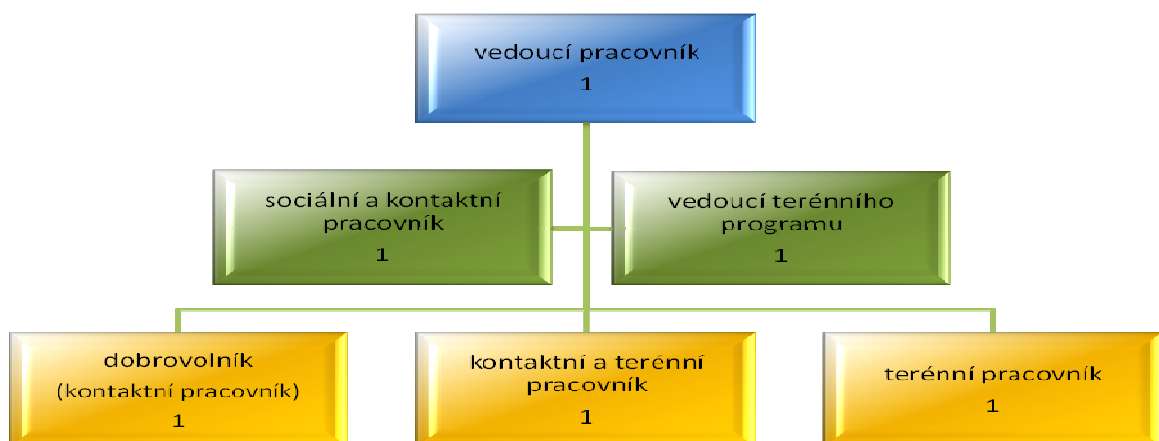 vedoucí pracovník
1
sociální a kontaktní
pracovník
1
vedoucí terénního
programu
1
dobrovolník
(kontaktní pracovník)
1
kontaktní a terénní
pracovník
1
terénní pracovník
1